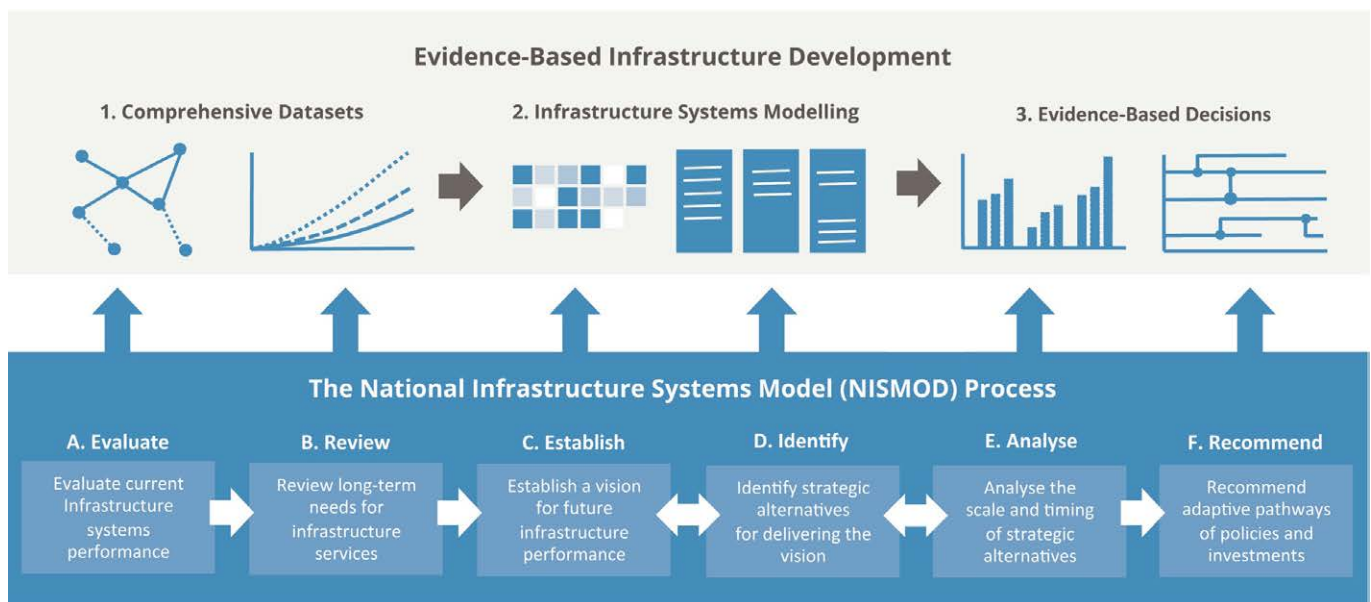 Evidence-Based Infrastructure Development
1. Comprehensive Datasets
2. Infrastructure Systems Modelling
3. Evidence-Based Decisions
The National Infrastructure Systems Model (NISMOD) Process
A. Evaluate
Evaluate current
Infrastructure
systems
performance
B. Review
Review long-term
needs for
infrastructure
services
C. Establish
Establish a vision
for future
infrastructure
performance
D. Identify
Identify strategic
alternatives
for delivering the
vision
E. Analyse
Analyse the
scale and timing
of strategic
alternatives
F. Recommend
Recommend
adaptive pathways
of policies and
investments